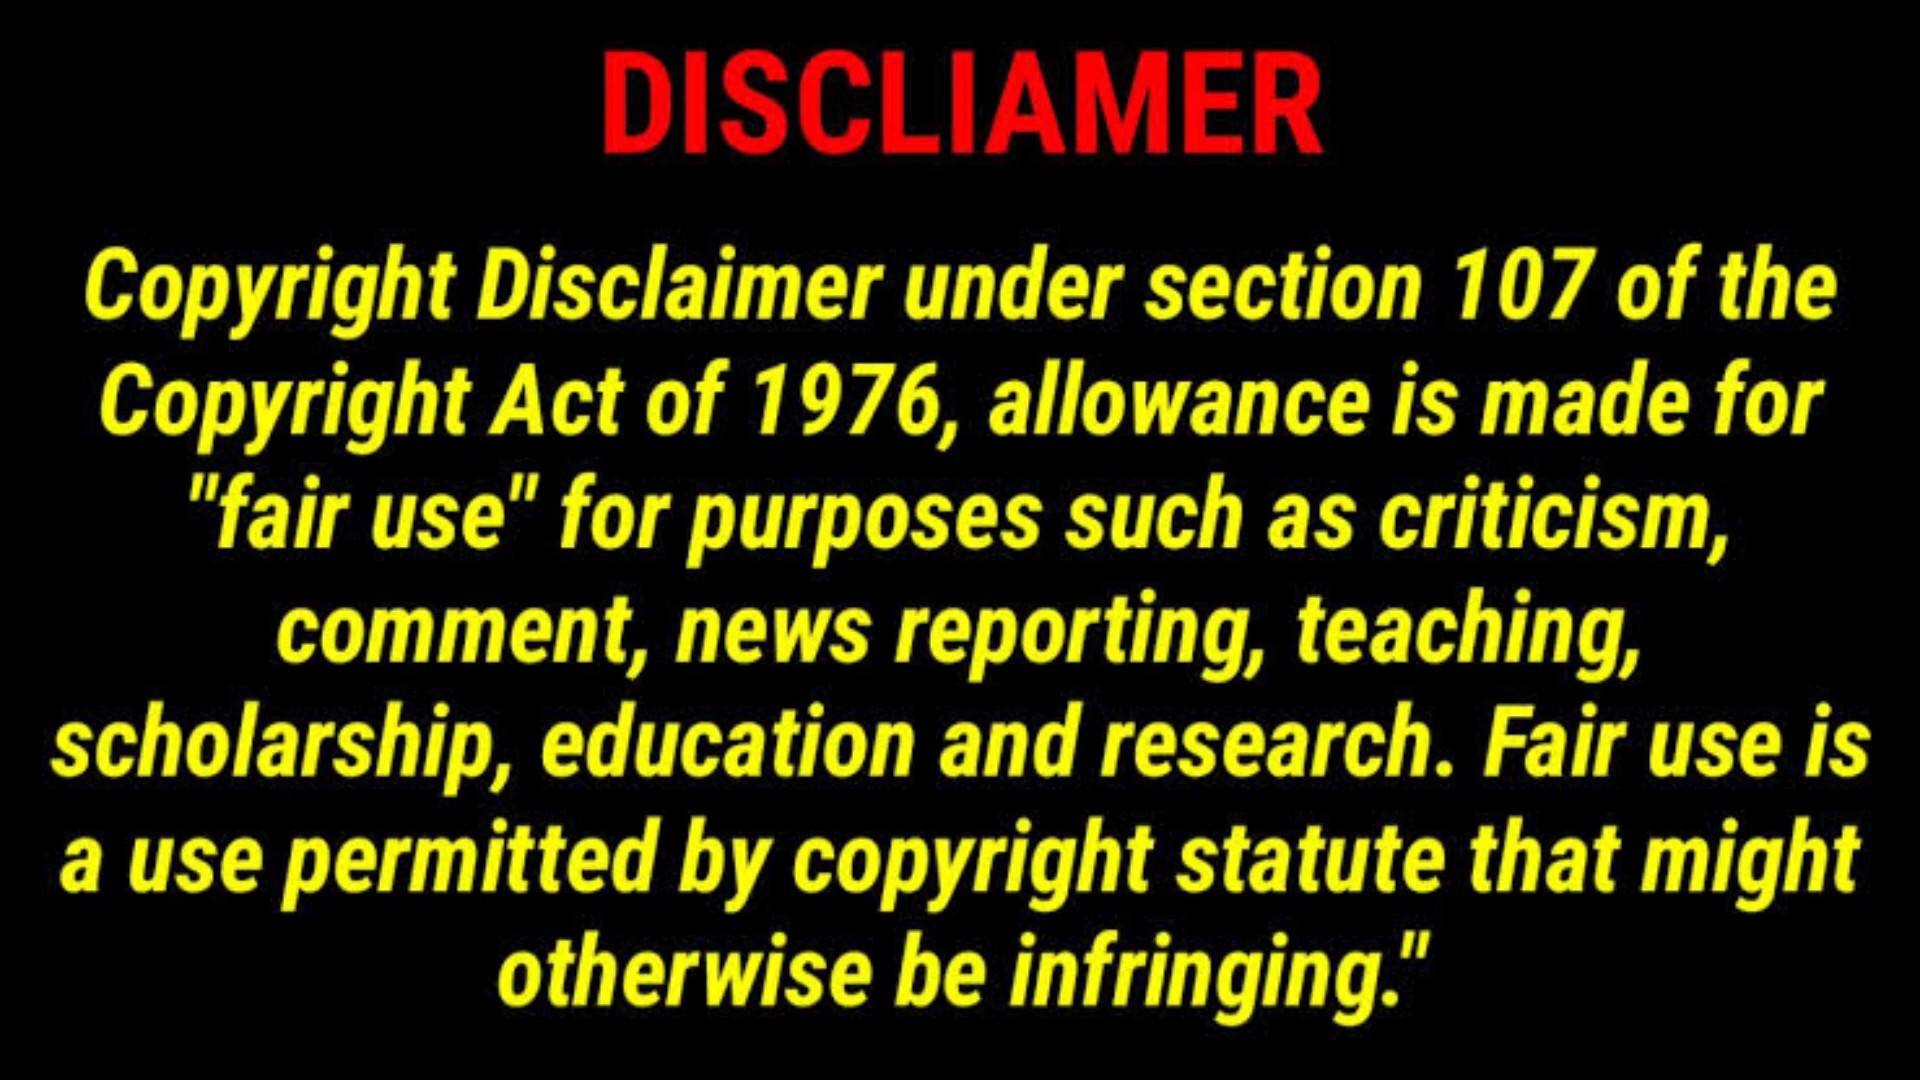 DISCLIAMER
Copyright Disclaimer under section 107 of the
Copyright Act of 1976, allowance is made for
"fair use" for purposes such as criticism,
comment, news reporting, teaching,
scholarship, education and research. Fair use is
a use permitted by copyright statute that might
otherwise be infringing."